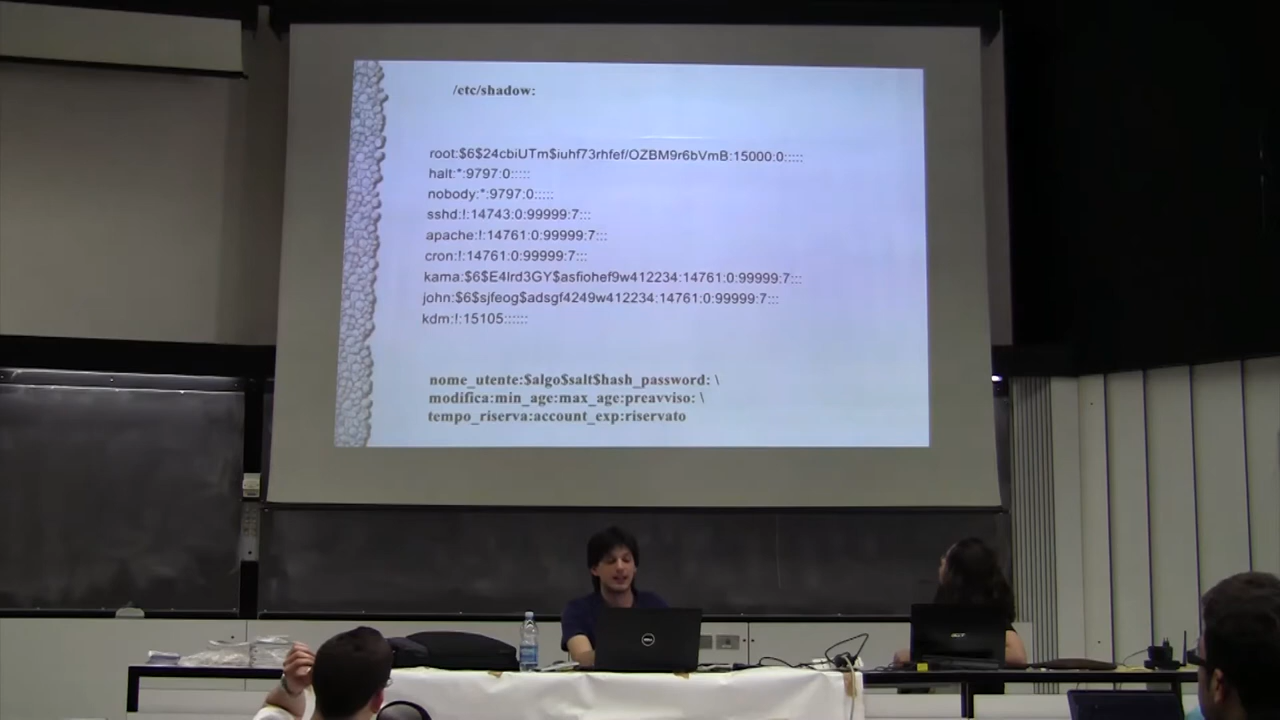 /etc/shadow:
root:$6$24cbiUTm$iuhf73rhfef/OZBM9r6bVmB:15000:0:::::
halt:*:9797:0:::::
nobody:*:9797:0:::::
sshd:!:14743:0:99999:7:::
apache:!:14761:0:99999:7:::
cron:!:14761:0:99999:7:::
kama:$6$E4lrd3GY$asfiohef9w412234:14761:0:99999:7:::
john:$6$sjfeog$adsgf4249w412234:14761:0:99999:7:::
kdm:!:15105::::::
nome_utente:$algo$salt$hash_password: \
modifica:min_age:max_age:preavviso: \
tempo_riserva:account_exp:riservato
DELL
acer